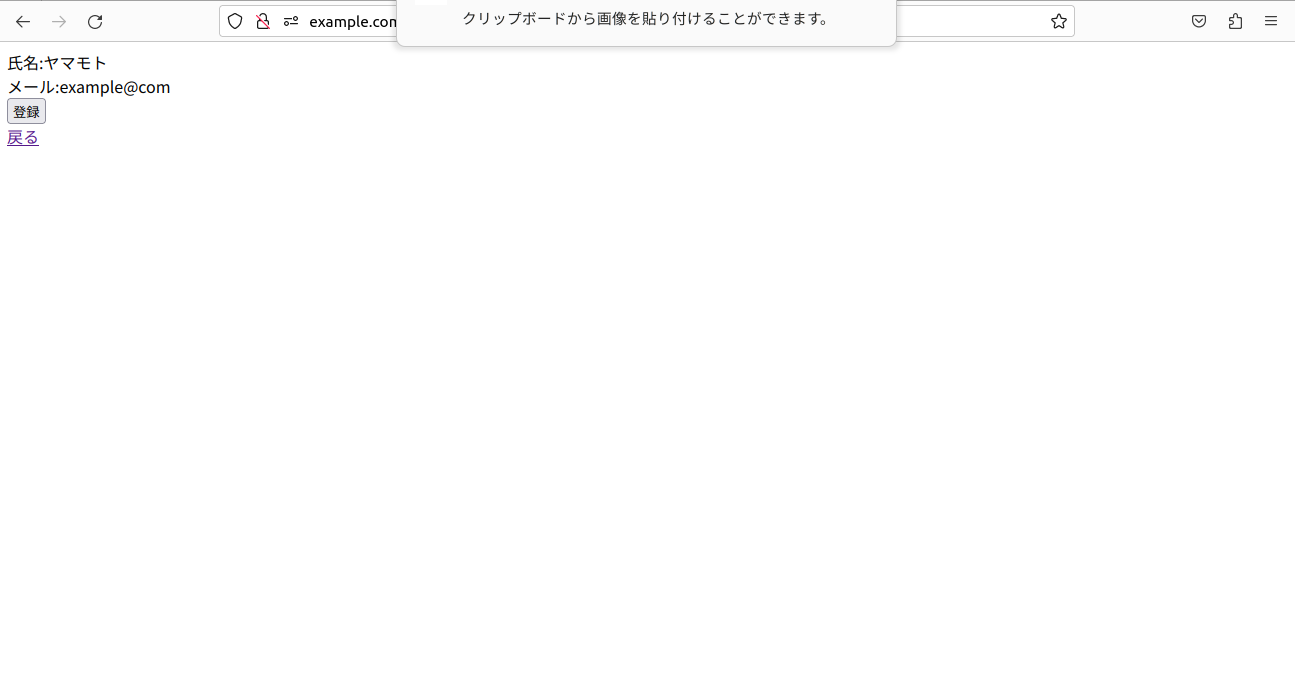 example.com
クリップボードから画像を貼り付けることができます。
氏名:ヤマモト
メール:example@com
登録
戻る